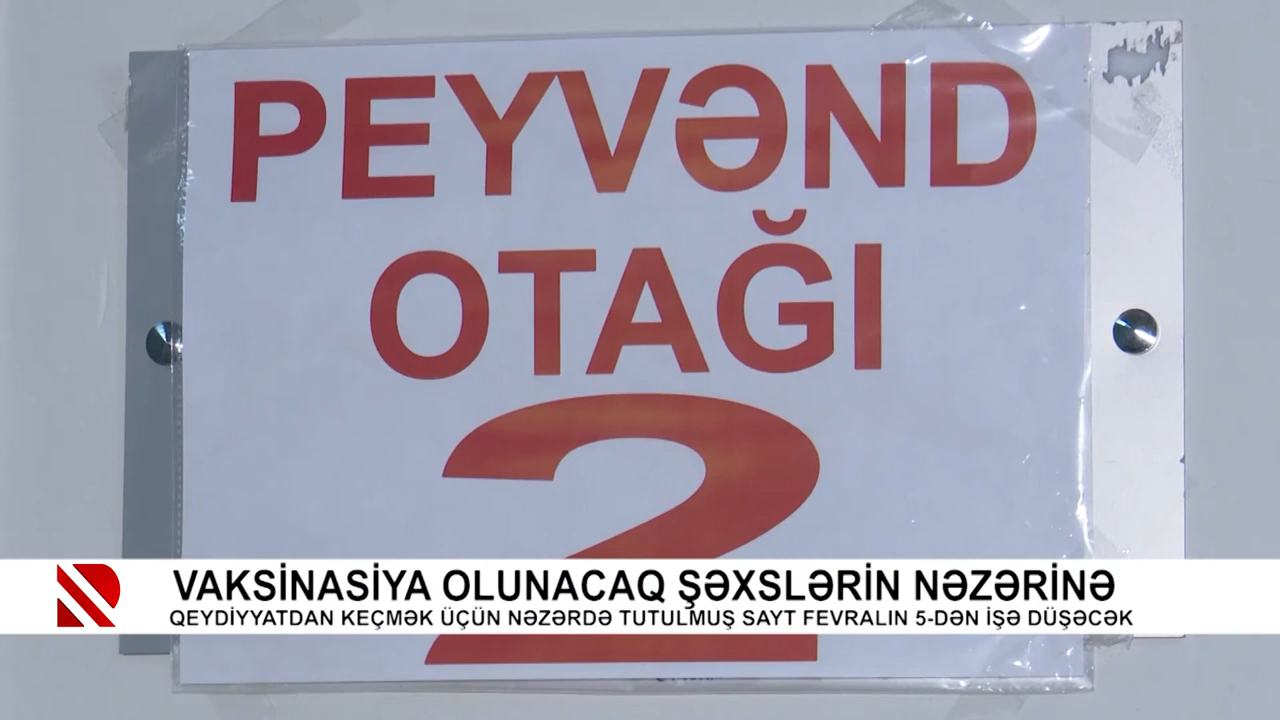 PEYVƏND
OTAĞI
2
VAKSİNASİYA OLUNACAQ ŞƏXSLƏRİN NƏZƏRİNƏ
QEYDİYYATDAN KEÇMƏK ÜÇÜN NƏZƏRDƏ TUTULMUŞ SAYT FEVRALIN 5-DƏN İŞƏ DÜŞƏCƏK